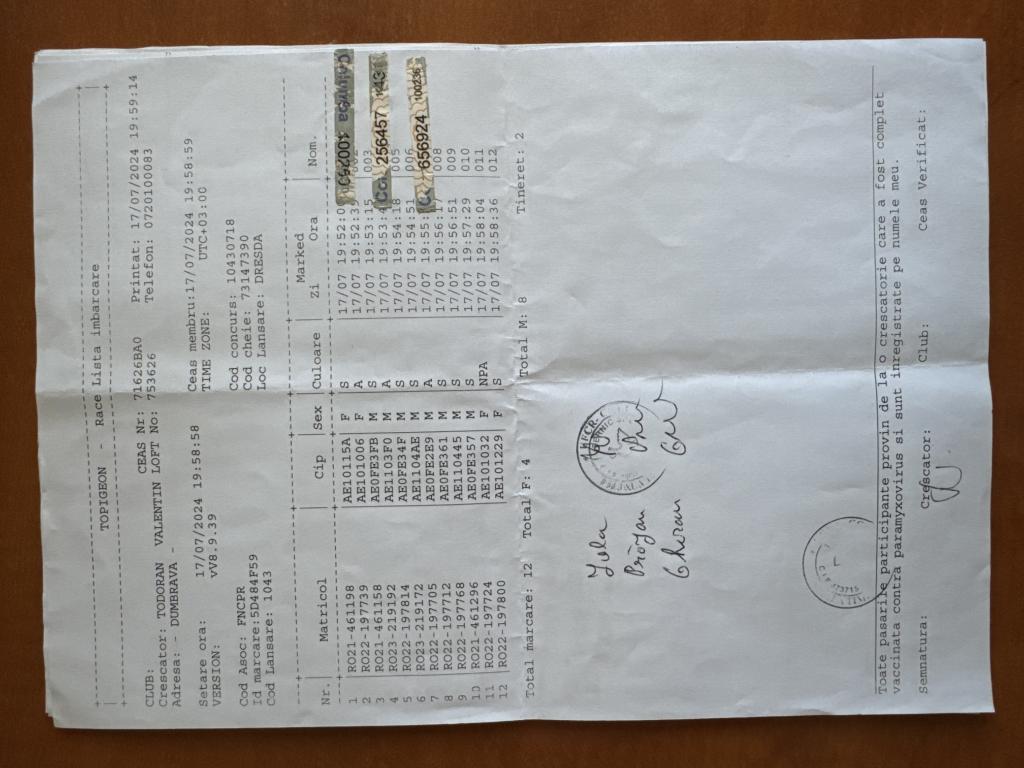 TOPIGEON - Race Lista imbarcare
CLUB: CEAS Nr: 71626BA0 Printat: 17/07/2024 19:59:14
Crescator: TODORAN VALENTIN LOFT No: 753626 Telefon: 0720100083
Adresa: - DUMBRAVA -
Setare ora: 17/07/2024 19:58:58 Ceas membru:17/07/2024 19:58:59
VERSION: vV8.9.39 TIME ZONE: UTC+03:00
Cod Asoc: FNCPR Cod concurs: 10430718
Id marcare:5D484F59 Cod cheie: 73147390
Cod Lansare: 1043 Loc Lansare: DRESDA
Marked
Nr. Matricol Cip Sex Culoare Zi Ora Nom.
1 RO21-461198 AE10115A F S 17/07 19:52:0
2 RO22-197739 AE101006 F A 17/07 19:52:3 002
3 RO21-461158 AE0FE3FB M S 17/07 19:53:15 003
4 RO23-219192 AE1103F0 M A 17/07 19:53:4
5 RO22-197814 AE0FE34F M S 17/07 19:54:18 005
6 RO23-219172 AE1104AE M S 17/07 19:54:51 006
7 RO22-197705 AE0FE2E9 M A 17/07 19:55:
8 RO22-197712 AE0FE361 M S 17/07 19:56:1 008
9 RO22-197768 AE110445 M S 17/07 19:56:51 009
10 RO21-461296 AE0FE357 M S 17/07 19:57:29 010
11 RO22-197724 AE101032 F NPA 17/07 19:58:04 011
12 RO22-197800 AE101229 F S 17/07 19:58:36 012
256457
656924 100236
Total marcare: 12 Total F: 4 Total M: 8 Tineret: 2
Toate pasarile participante provin de la o crescatorie care a fost complet
vaccinata contra paramyxovirus si sunt inregistrate pe numele meu.
Semnatura: Crescator: Club: Ceas Verificat: